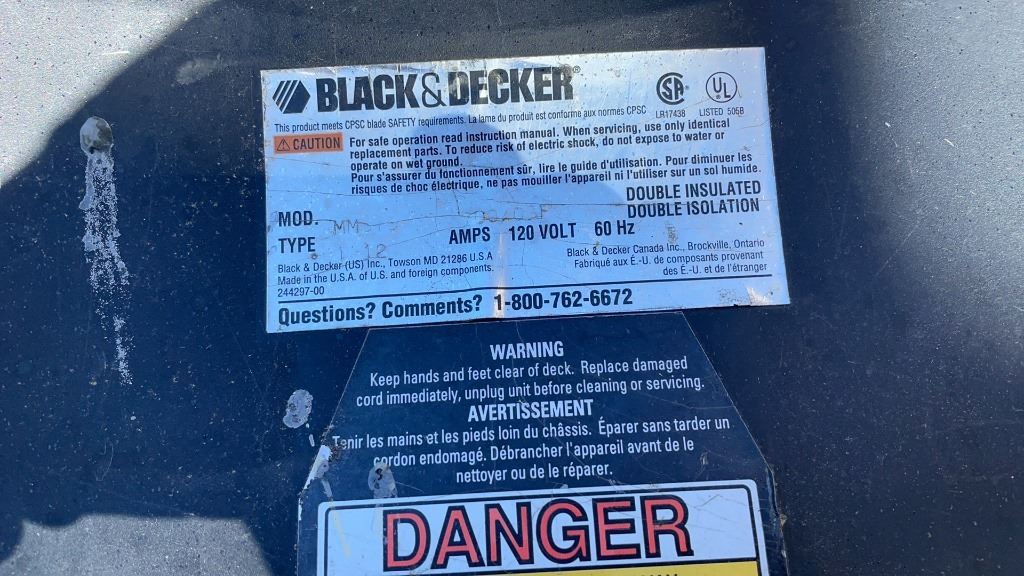 BLACK&DECKER®
This product meets CPSC blade SAFETY requirements. La lame du produit est conforme aux normes CPSC
SA LR17438
UL LISTED 506B
CAUTION
For safe operation read instruction manual. When servicing, use only identical
replacement parts. To reduce risk of electric shock, do not expose to water or
operate on wet ground.
Pour s'assurer du fonctionnement sûr, lire le guide d'utilisation. Pour diminuer les
risques de choc électrique, ne pas mouiller l'appareil ni l'utiliser sur un sol humide.
DOUBLE INSULATED
DOUBLE ISOLATION
MOD.
TYPE 12 AMPS 120 VOLT 60 Hz
Black & Decker (US) Inc., Towson MD 21286 U.S.A
Made in the U.S.A. of U.S. and foreign components.
244297-00
Black & Decker Canada Inc., Brockville, Ontario
Fabriqué aux É.-U. de composants provenant
des É.-U. et de l'étranger
Questions? Comments? 1-800-762-6672
WARNING
Keep hands and feet clear of deck. Replace damaged
cord immediately, unplug unit before cleaning or servicing.
AVERTISSEMENT
Tenir les mains et les pieds loin du châssis. Éparer sans tarder un
cordon endomagé. Débrancher l'appareil avant de le
nettoyer ou de le réparer.
DANGER